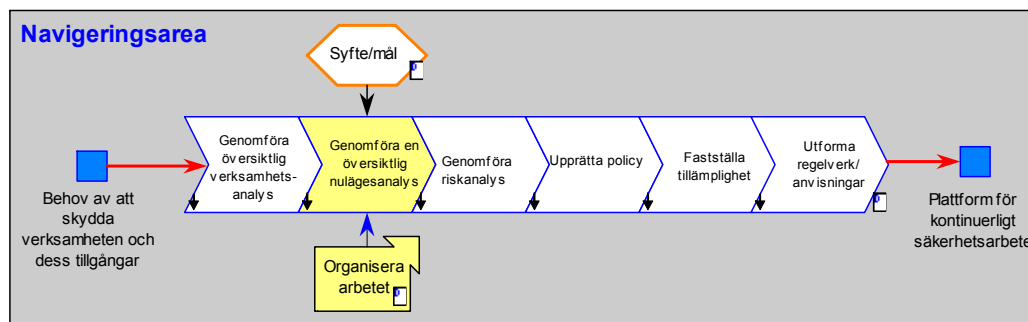 Navigeringsarea
Syfte/mål
Genomföra
översiktlig
verksamhets-
analys
Genomföra en
översiktlig
nulägesanalys
Genomföra
riskanalys
Upprätta policy
Fastställa
tillämplighet
Utforma
regelverk/
anvisningar
Behov av att
skydda
verksamheten och
dess tillgångar
Organisera
arbetet
Plattform för
kontinuerligt
säkerhetsarbete